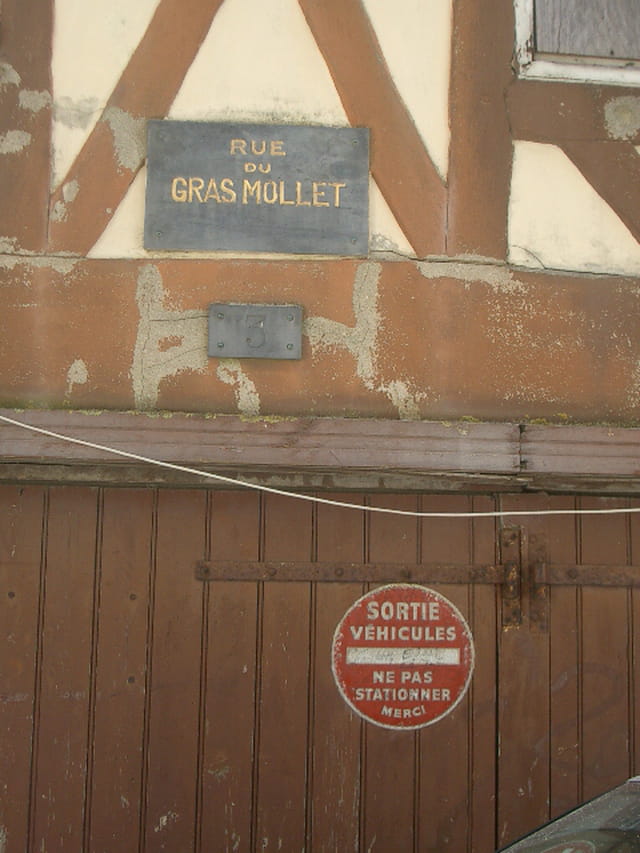 RUE
DU
GRAS MOLLET
3
SORTIE
VÉHICULES
NE PAS
STATIONNER
MERCI